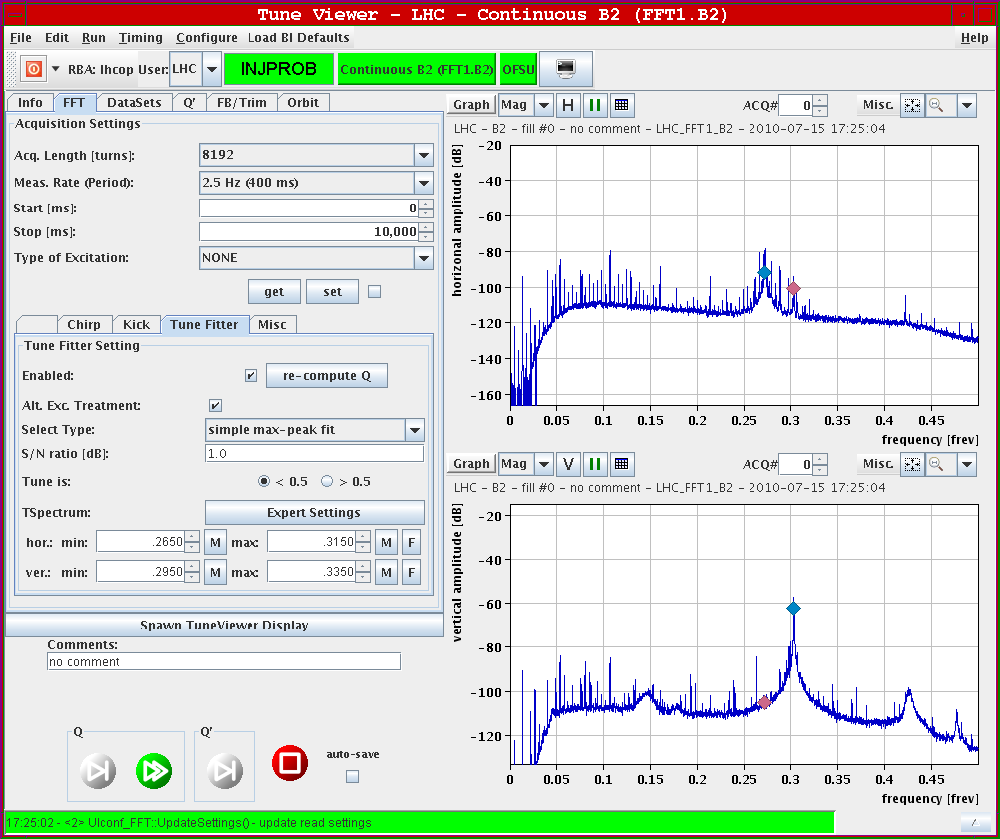 Tune Viewer - LHC - Continuous B2 (FFT1.B2)
File Edit Run Timing Configure Load BI Defaults Help
RBA: lhcop User: LHC INJPROB Continuous B2 (FFT1.B2) OFSU
Info FFT DataSets Q' FB/Trim Orbit
Acquisition Settings
Acq. Length [turns]: 8192
Meas. Rate (Period): 2.5 Hz (400 ms)
Start [ms]: 0
Stop [ms]: 10,000
Type of Excitation: NONE
get set
Chirp Kick Tune Fitter Misc
Tune Fitter Setting
Enabled: re-compute Q
Alt. Exc. Treatment:
Select Type: simple max-peak fit
S/N ratio [dB]: 1.0
Tune is: < 0.5 > 0.5
TSpectrum: Expert Settings
hor.: min: .2650 M max: .3150 M F
ver.: min: .2950 M max: .3350 M F
Spawn TuneViewer Display
Comments:
no comment
Q Q'
auto-save
Graph Mag H ACQ# 0 Misc.
LHC - B2 - fill #0 - no comment - LHC_FFT1_B2 - 2010-07-15 17:25:04
horizonal amplitude [dB]
-20
-40
-60
-80
-100
-120
-140
-160
0 0.05 0.1 0.15 0.2 0.25 0.3 0.35 0.4 0.45
frequency [frev]
Graph Mag V ACQ# 0 Misc.
LHC - B2 - fill #0 - no comment - LHC_FFT1_B2 - 2010-07-15 17:25:04
vertical amplitude [dB]
-20
-40
-60
-80
-100
-120
0 0.05 0.1 0.15 0.2 0.25 0.3 0.35 0.4 0.45
frequency [frev]
17:25:02 - <2> UIconf_FFT::UpdateSettings() - update read settings